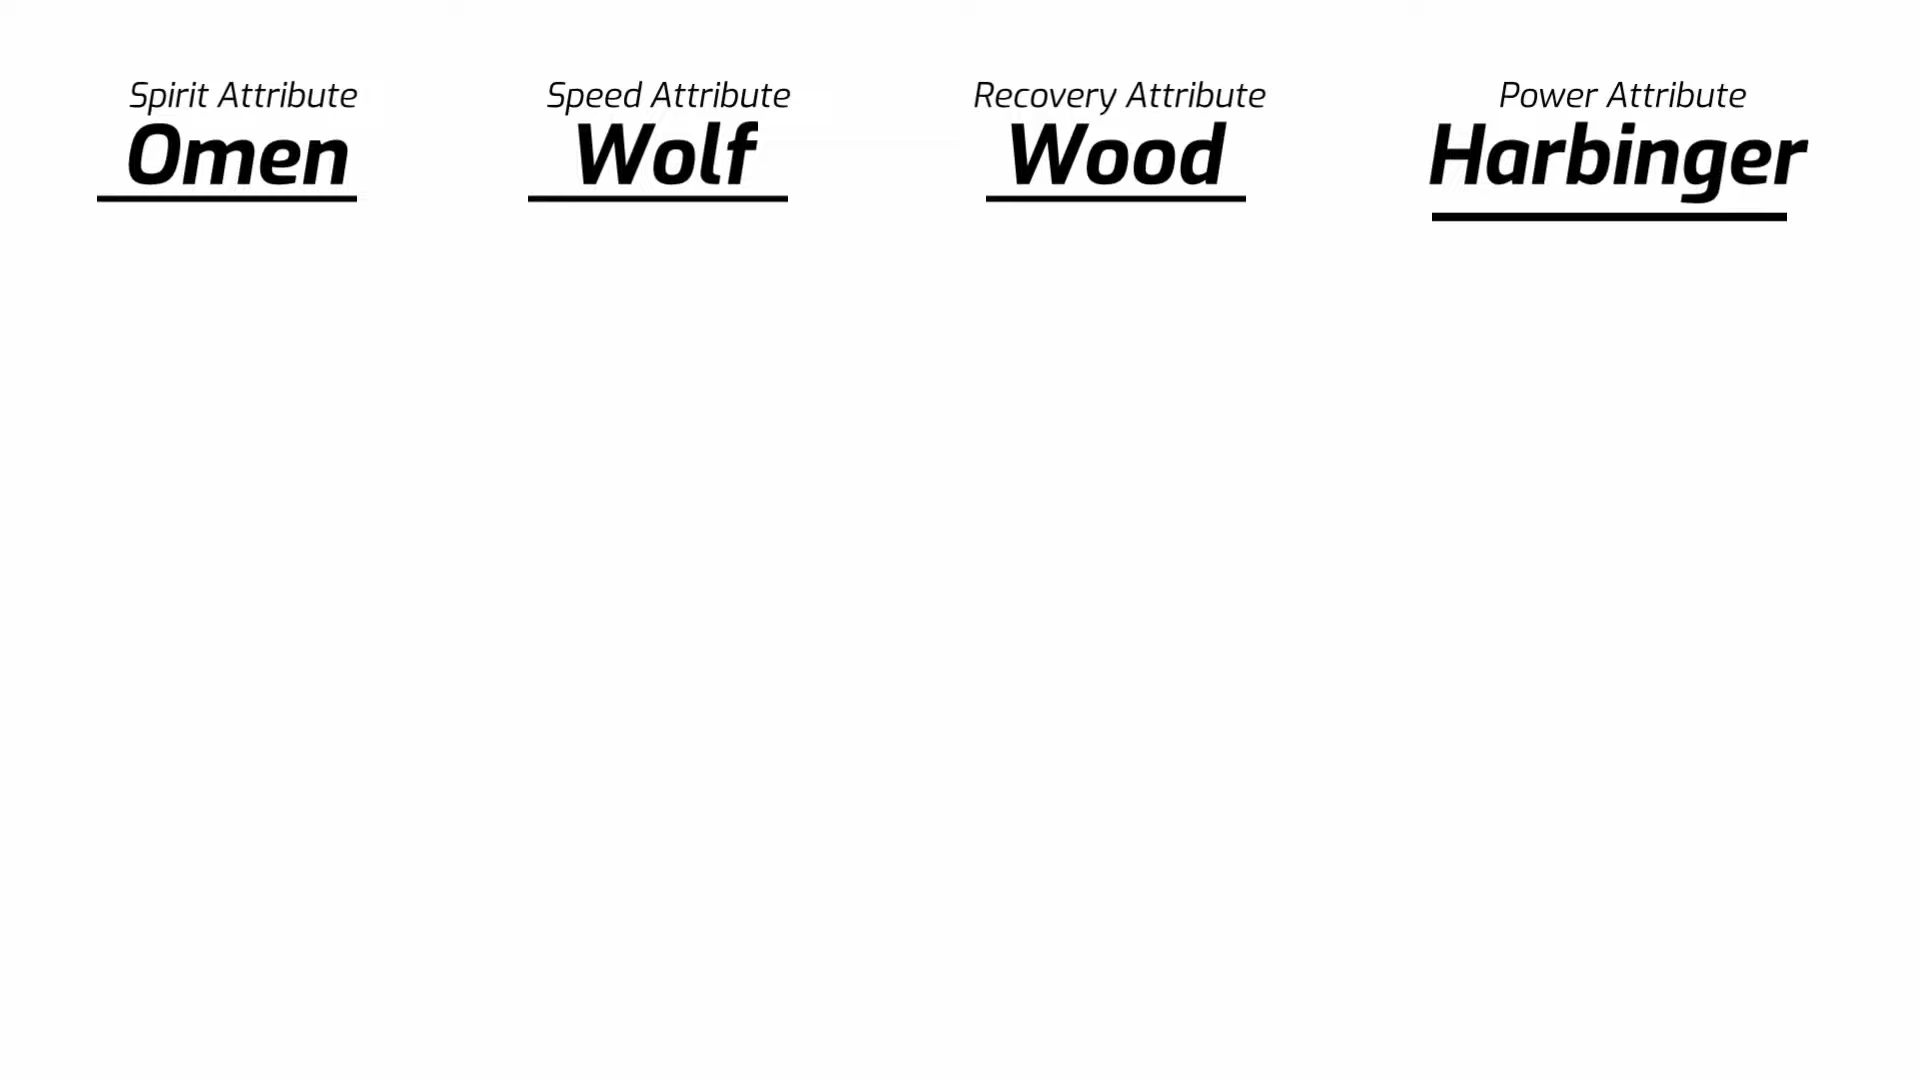 Spirit Attribute
Omen
Speed Attribute
Wolf
Recovery Attribute
Wood
Power Attribute
Harbinger